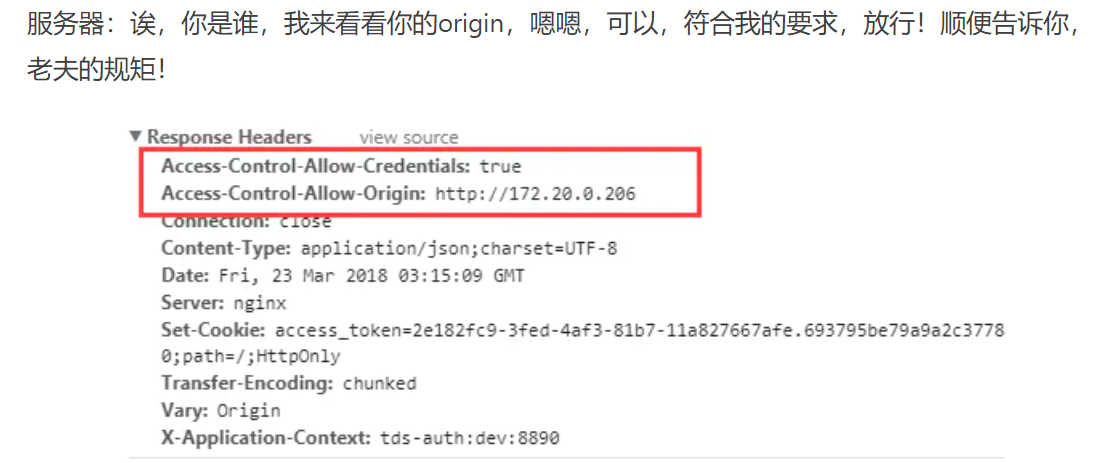 服务器：诶，你是谁，我来看看你的origin，嗯嗯，可以，符合我的要求，放行！顺便告诉你，
老夫的规矩！
▼ Response Headers view source
Access-Control-Allow-Credentials: true
Access-Control-Allow-Origin: http://172.20.0.206
Connection: close
Content-Type: application/json;charset=UTF-8
Date: Fri, 23 Mar 2018 03:15:09 GMT
Server: nginx
Set-Cookie: access_token=2e182fc9-3fed-4af3-81b7-11a827667afe.693795be79a9a2c3778
0;path=/;HttpOnly
Transfer-Encoding: chunked
Vary: Origin
X-Application-Context: tds-auth:dev:8890